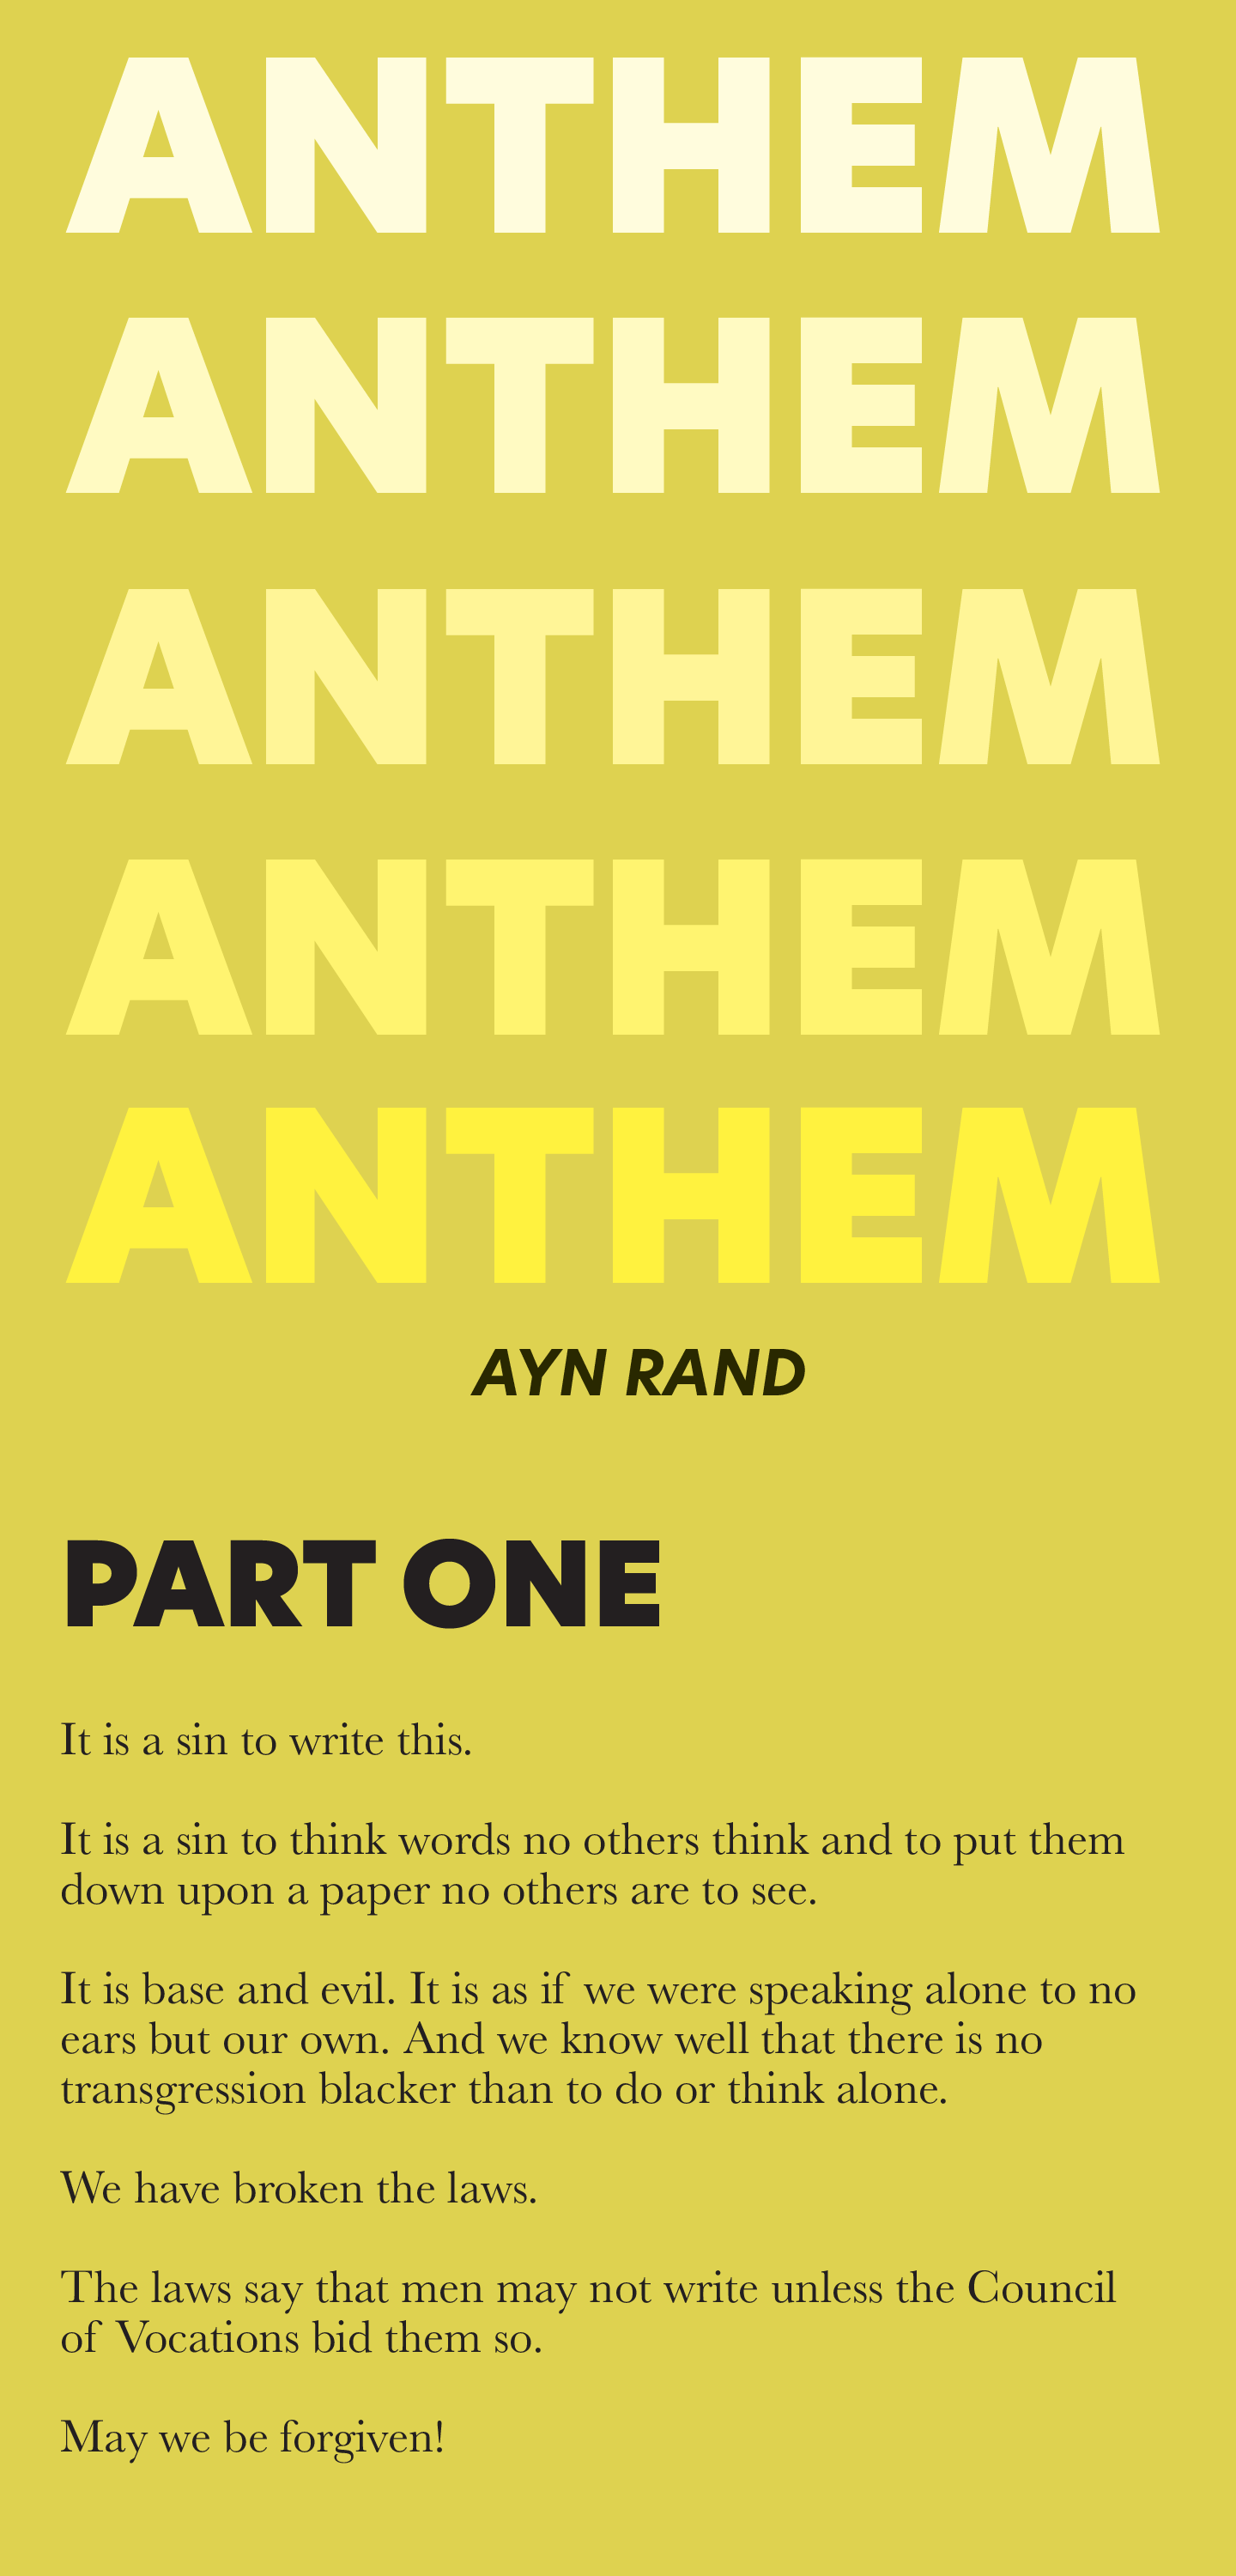 ANTHEM
ANTHEM
ANTHEM
ANTHEM
ANTHEM
AYN RAND
PART ONE
It is a sin to write this.
It is a sin to think words no others think and to put them
down upon a paper no others are to see.
It is base and evil. It is as if we were speaking alone to no
ears but our own. And we know well that there is no
transgression blacker than to do or think alone.
We have broken the laws.
The laws say that men may not write unless the Council
of Vocations bid them so.
May we be forgiven!